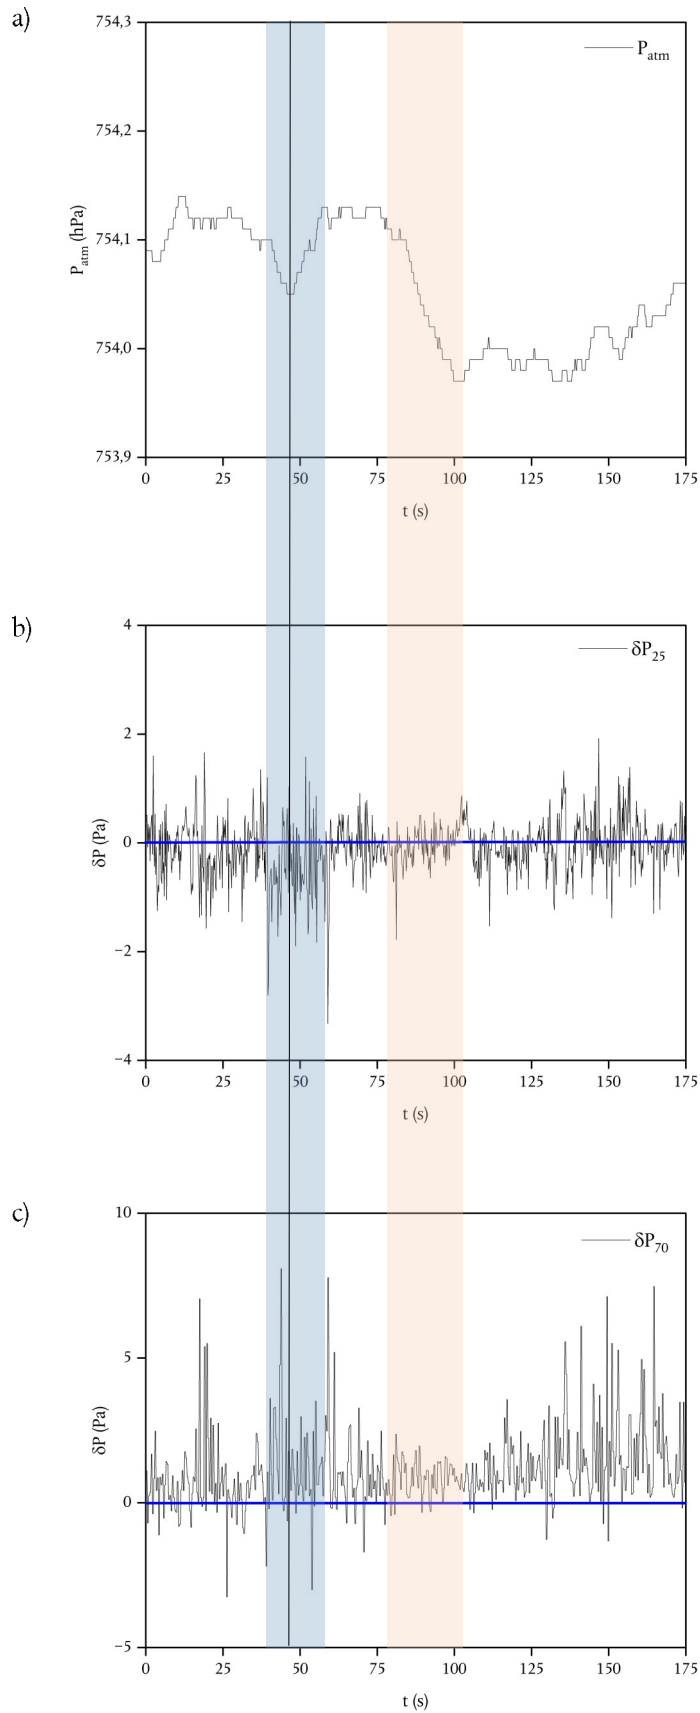 a)
754,3
P_atm
754,2
754,1
P_atm (hPa)
754,0
753,9
0 25 50 75 100 125 150 175
t (s)
b)
4
δP₂₅
2
0
δP (Pa)
−2
−4
0 25 50 75 100 125 150 175
t (s)
c)
10
δP₇₀
5
δP (Pa)
0
−5
0 25 50 75 100 125 150 175
t (s)